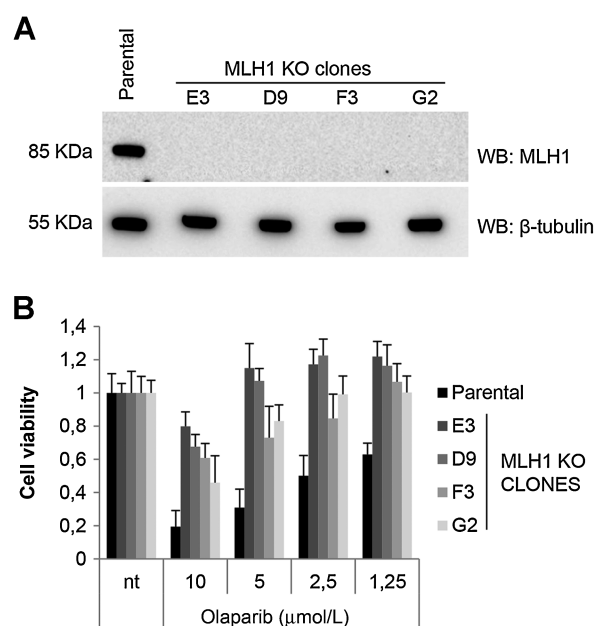 A
Parental
MLH1 KO clones
E3 D9 F3 G2
85 KDa
WB: MLH1
55 KDa
WB: β-tubulin
B
Cell viability
1,4
1,2
1
0,8
0,6
0,4
0,2
0
nt 10 5 2,5 1,25
Olaparib (μmol/L)
Parental
E3
D9
F3
G2
MLH1 KO
CLONES